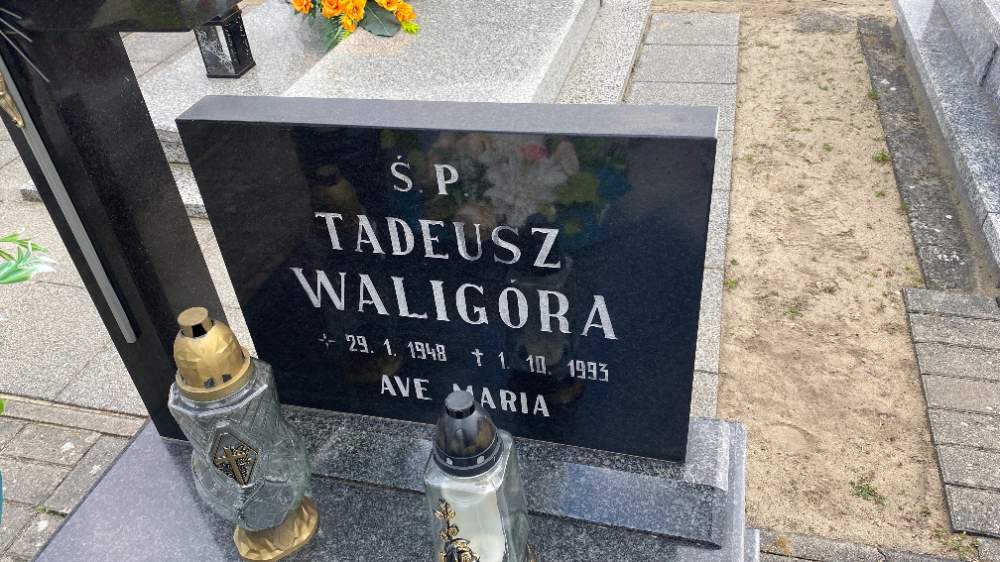 Ś. P
TADEUSZ
WALIGÓRA
⁎ 29. 1. 1948 † 1. 10. 1993
AVE MARIA